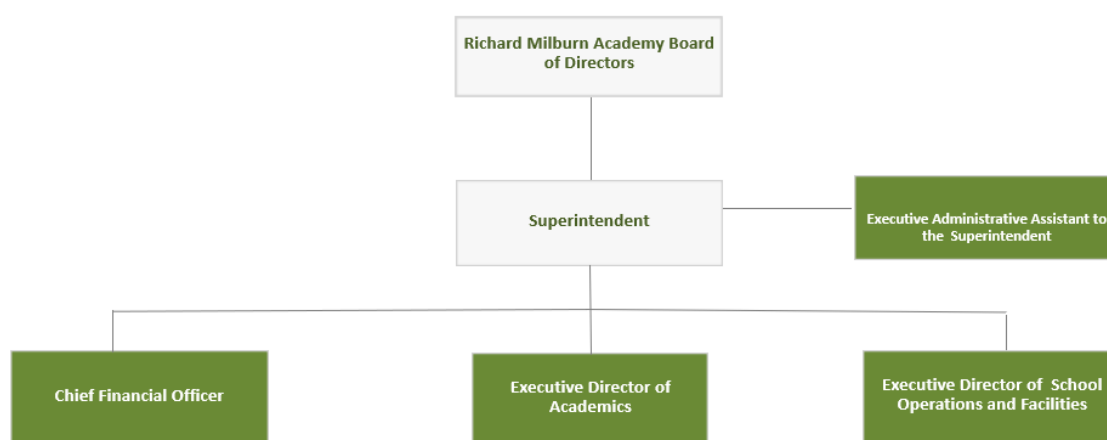 Richard Milburn Academy Board
of Directors
Superintendent
Executive Administrative Assistant to
the Superintendent
Chief Financial Officer
Executive Director of
Academics
Executive Director of School
Operations and Facilities